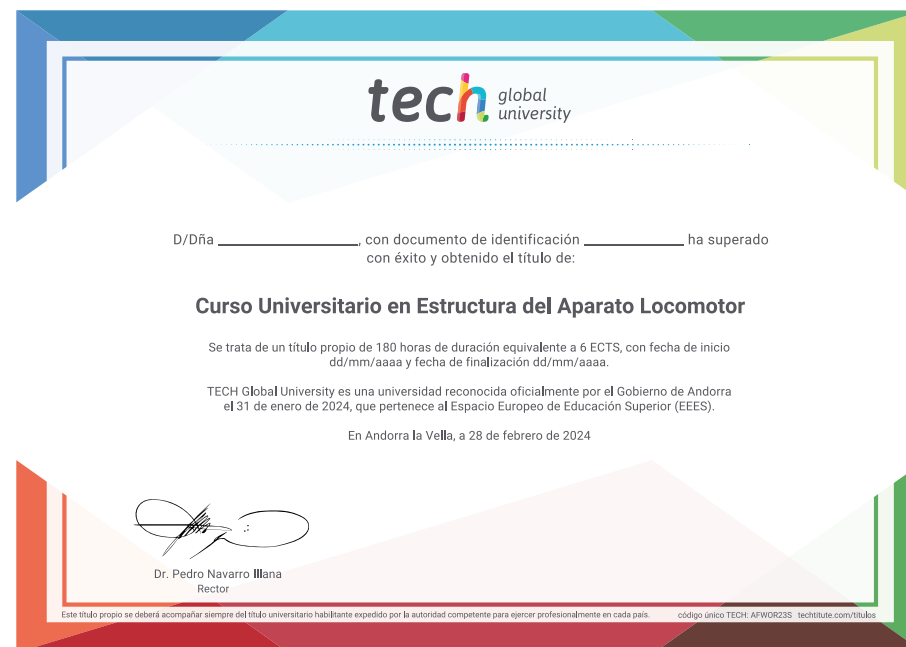 tech global university
D/Dña ____________________, con documento de identificación ______________ ha superado
con éxito y obtenido el título de:
Curso Universitario en Estructura del Aparato Locomotor
Se trata de un título propio de 180 horas de duración equivalente a 6 ECTS, con fecha de inicio
dd/mm/aaaa y fecha de finalización dd/mm/aaaa.
TECH Global University es una universidad reconocida oficialmente por el Gobierno de Andorra
el 31 de enero de 2024, que pertenece al Espacio Europeo de Educación Superior (EEES).
En Andorra la Vella, a 28 de febrero de 2024
Dr. Pedro Navarro Illana
Rector
Este título propio se deberá acompañar siempre del título universitario habilitante expedido por la autoridad competente para ejercer profesionalmente en cada país. código único TECH: AFWOR23S techtitute.com/titulos